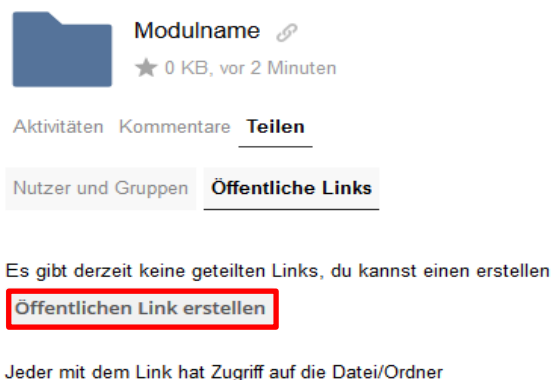 Modulname
0 KB, vor 2 Minuten
Aktivitäten Kommentare Teilen
Nutzer und Gruppen Öffentliche Links
Es gibt derzeit keine geteilten Links, du kannst einen erstellen
Öffentlichen Link erstellen
Jeder mit dem Link hat Zugriff auf die Datei/Ordner